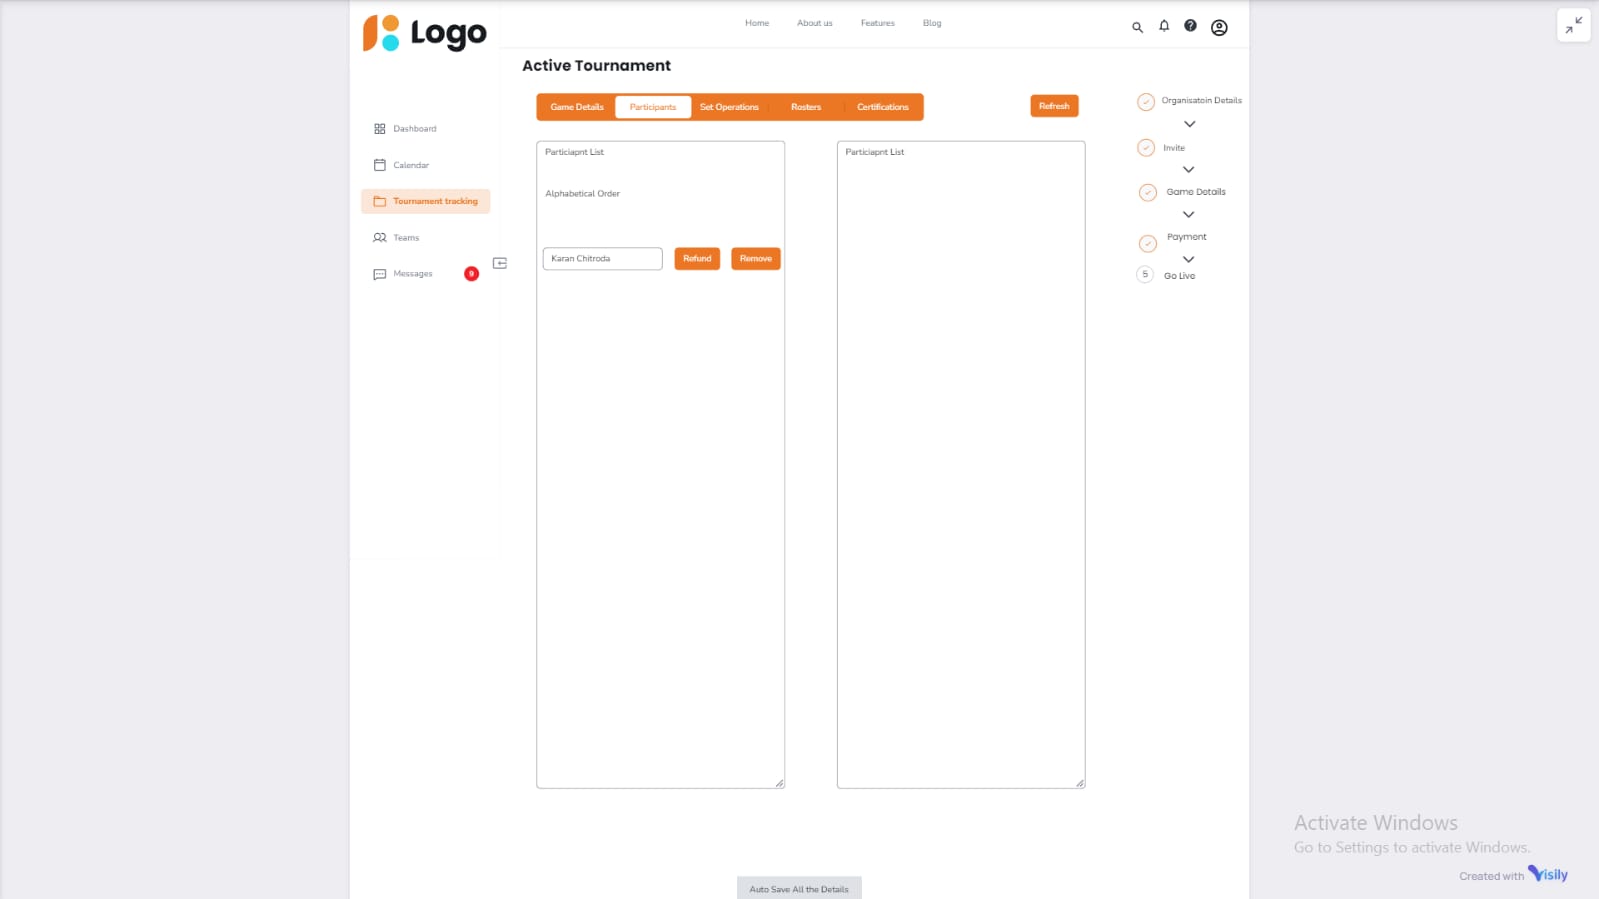 Logo
Home
About us
Features
Blog
Active Tournament
Game Details
Participants
Set Operations
Rosters
Certifications
Refresh
Dashboard
Calendar
Tournament tracking
Teams
Messages
9
Particiapnt List
Alphabetical Order
Karan Chitroda
Refund
Remove
Particiapnt List
Organisatoin Details
Invite
Game Details
Payment
5
Go Live
Auto Save All the Details
Activate Windows
Go to Settings to activate Windows.
Created with Visily